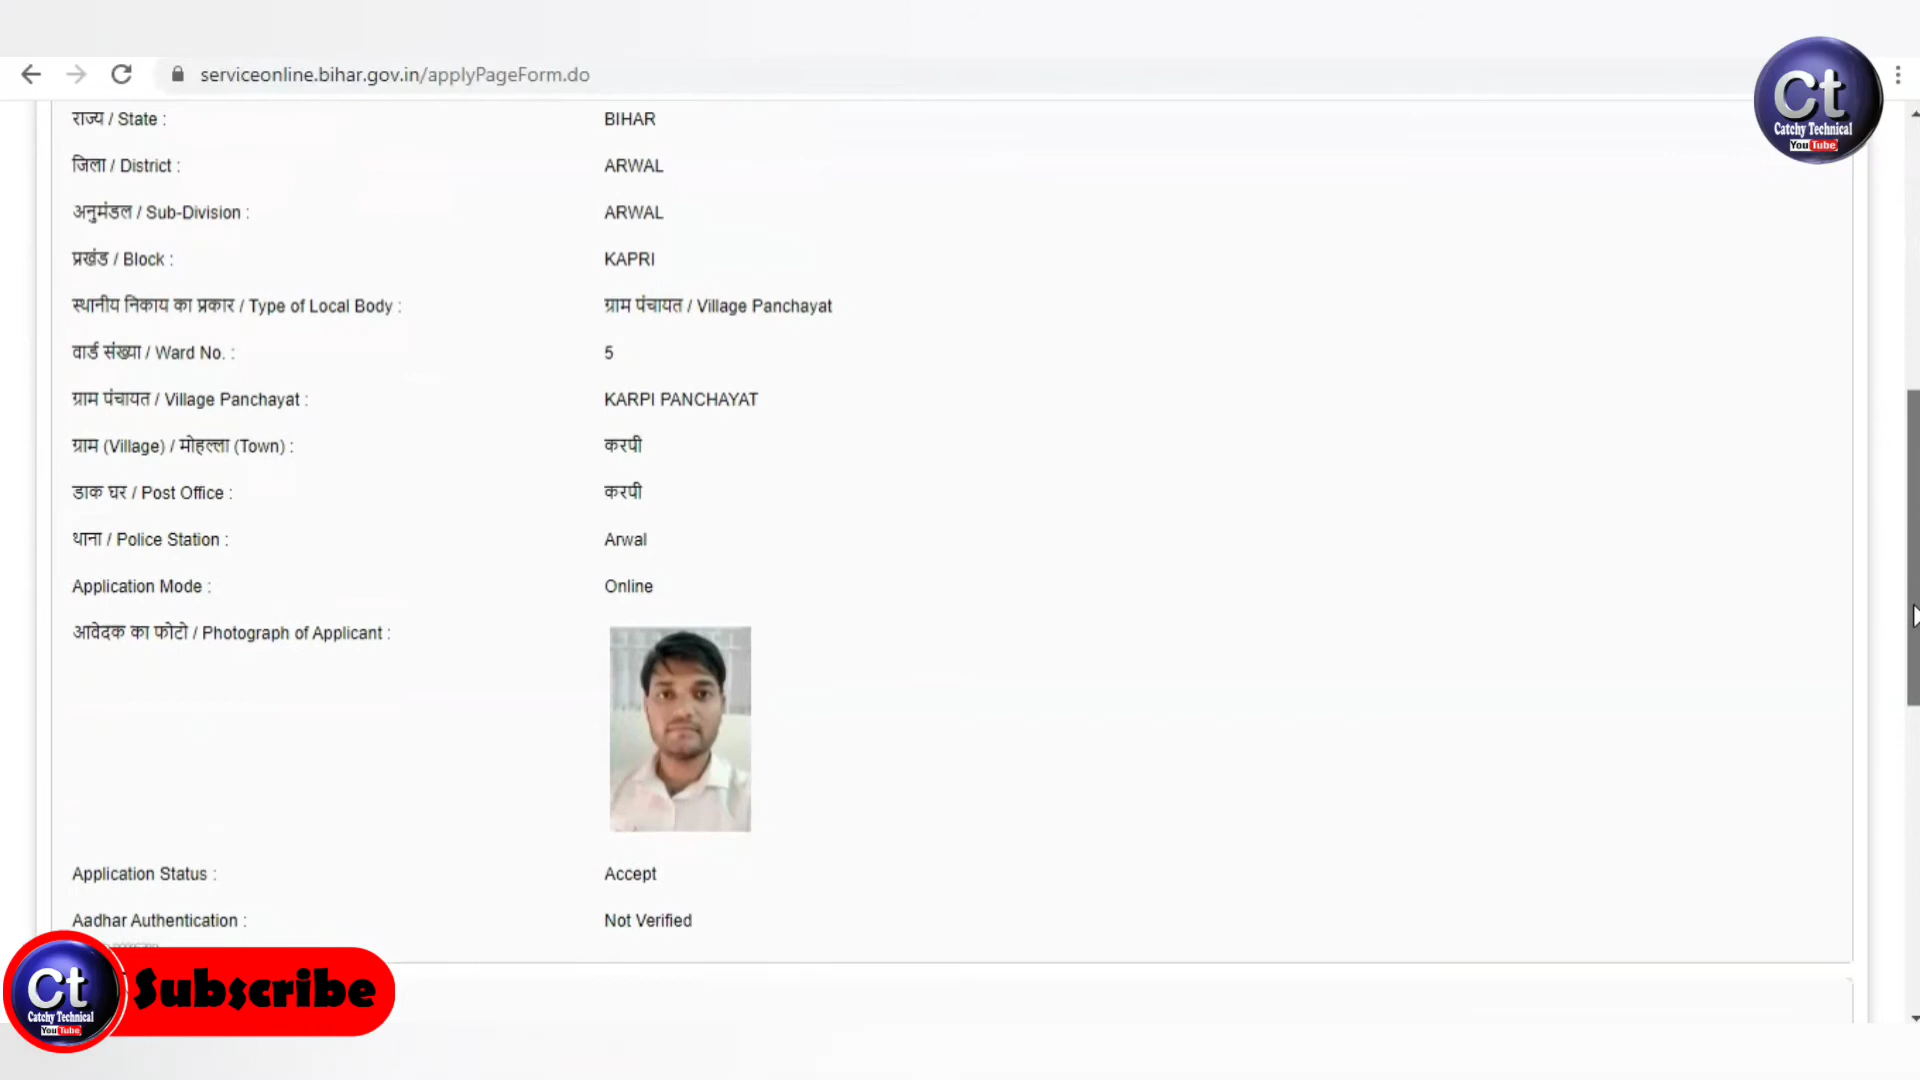 serviceonline.bihar.gov.in/applyPageForm.do
Ct
Catchy Technical
YouTube
राज्य / State : BIHAR
जिला / District : ARWAL
अनुमंडल / Sub-Division : ARWAL
प्रखंड / Block : KAPRI
स्थानीय निकाय का प्रकार / Type of Local Body : ग्राम पंचायत / Village Panchayat
वार्ड संख्या / Ward No. : 5
ग्राम पंचायत / Village Panchayat : KARPI PANCHAYAT
ग्राम (Village) / मोहल्ला (Town) : करपी
डाक घर / Post Office : करपी
थाना / Police Station : Arwal
Application Mode : Online
आवेदक का फोटो / Photograph of Applicant :
Application Status : Accept
Aadhar Authentication : Not Verified
Ct
Catchy Technical
YouTube
Subscribe